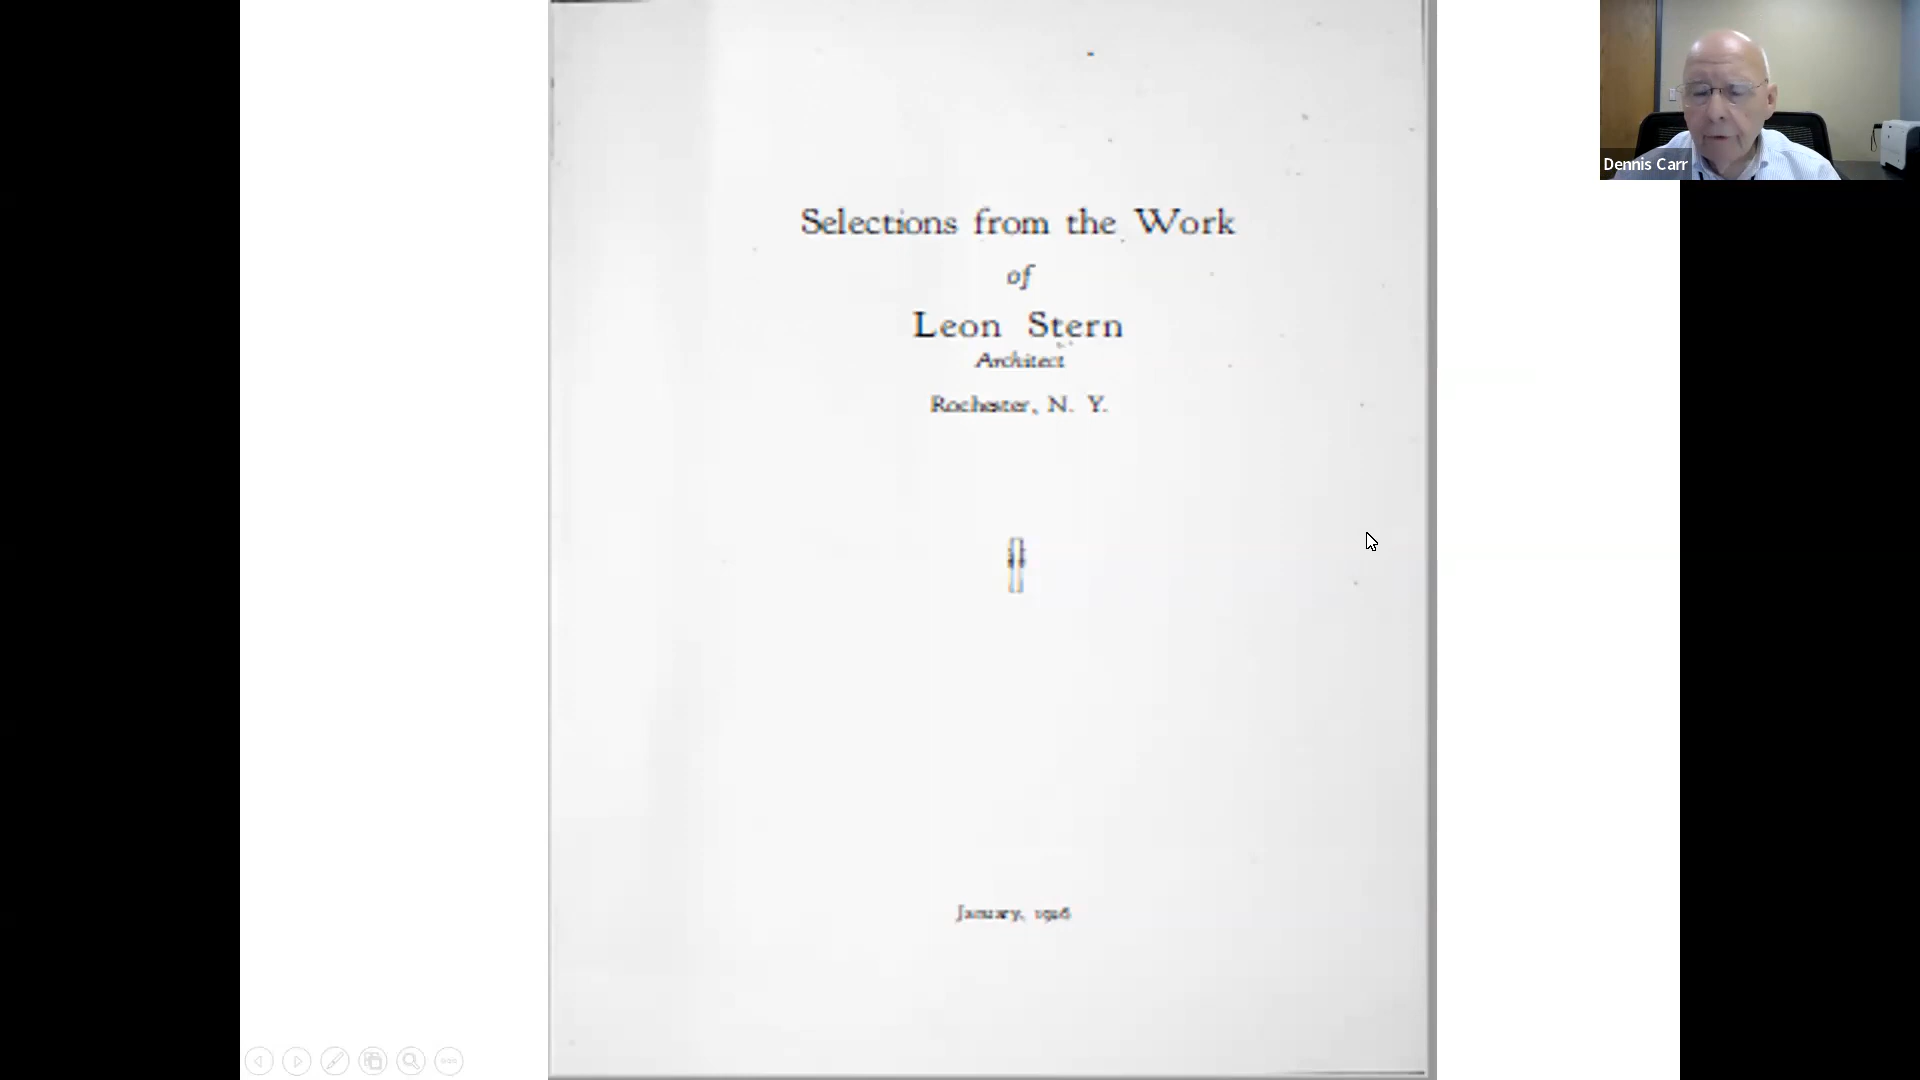 Selections from the Work
of
Leon Stern
Architect
Rochester, N. Y.
January, 1926
Dennis Carr